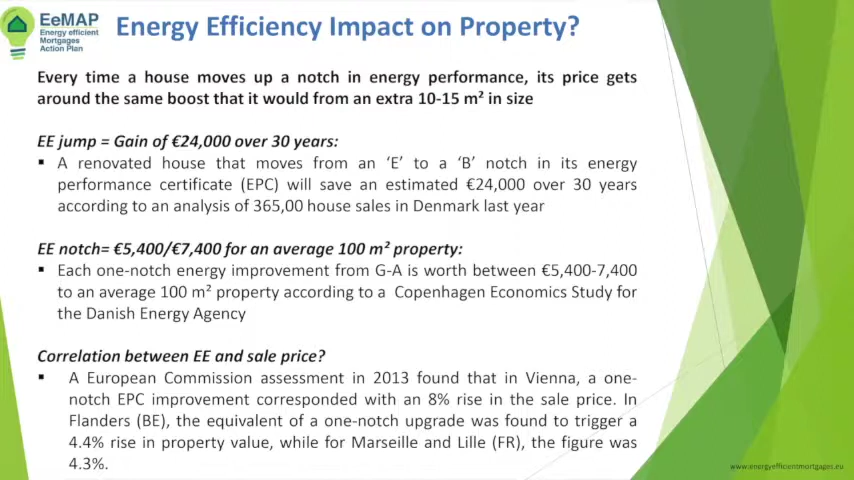 EeMAP
Energy efficient
Mortgages
Action Plan
Energy Efficiency Impact on Property?
Every time a house moves up a notch in energy performance, its price gets
around the same boost that it would from an extra 10-15 m² in size
EE jump = Gain of €24,000 over 30 years:
▪ A renovated house that moves from an ‘E’ to a ‘B’ notch in its energy
performance certificate (EPC) will save an estimated €24,000 over 30 years
according to an analysis of 365,00 house sales in Denmark last year
EE notch= €5,400/€7,400 for an average 100 m² property:
▪ Each one-notch energy improvement from G-A is worth between €5,400-7,400
to an average 100 m² property according to a Copenhagen Economics Study for
the Danish Energy Agency
Correlation between EE and sale price?
▪ A European Commission assessment in 2013 found that in Vienna, a one-
notch EPC improvement corresponded with an 8% rise in the sale price. In
Flanders (BE), the equivalent of a one-notch upgrade was found to trigger a
4.4% rise in property value, while for Marseille and Lille (FR), the figure was
4.3%.
www.energyefficientmortgages.eu